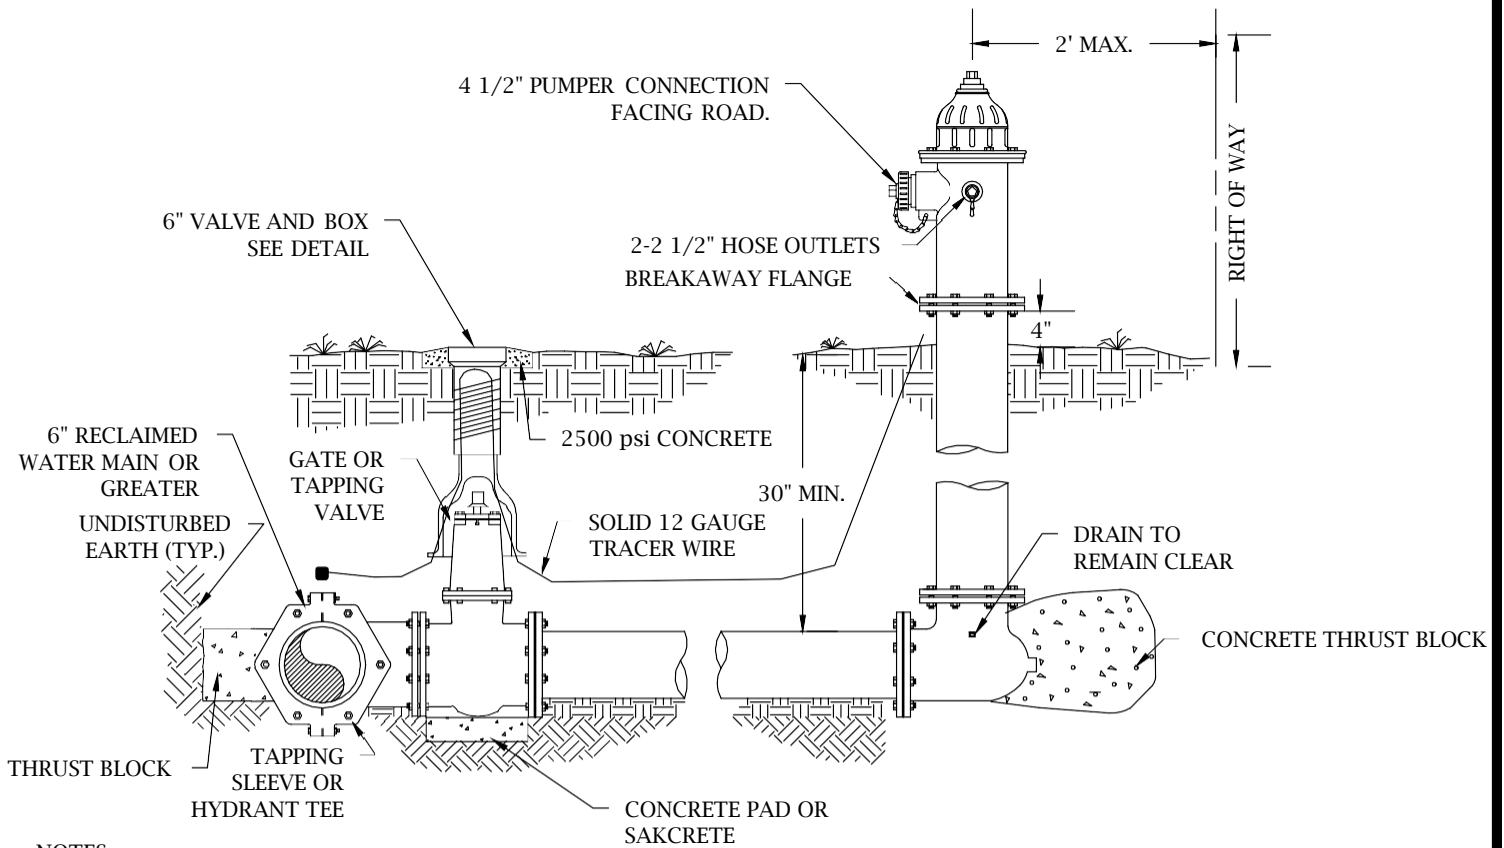 2' MAX.
4 1/2" PUMPER CONNECTION
FACING ROAD.
RIGHT OF WAY
6" VALVE AND BOX
SEE DETAIL
2-2 1/2" HOSE OUTLETS
BREAKAWAY FLANGE
4"
2500 psi CONCRETE
6" RECLAIMED
WATER MAIN OR
GREATER
GATE OR
TAPPING
VALVE
30" MIN.
UNDISTURBED
EARTH (TYP.)
SOLID 12 GAUGE
TRACER WIRE
DRAIN TO
REMAIN CLEAR
CONCRETE THRUST BLOCK
THRUST BLOCK
TAPPING
SLEEVE OR
HYDRANT TEE
CONCRETE PAD OR
SAKCRETE
NOTES